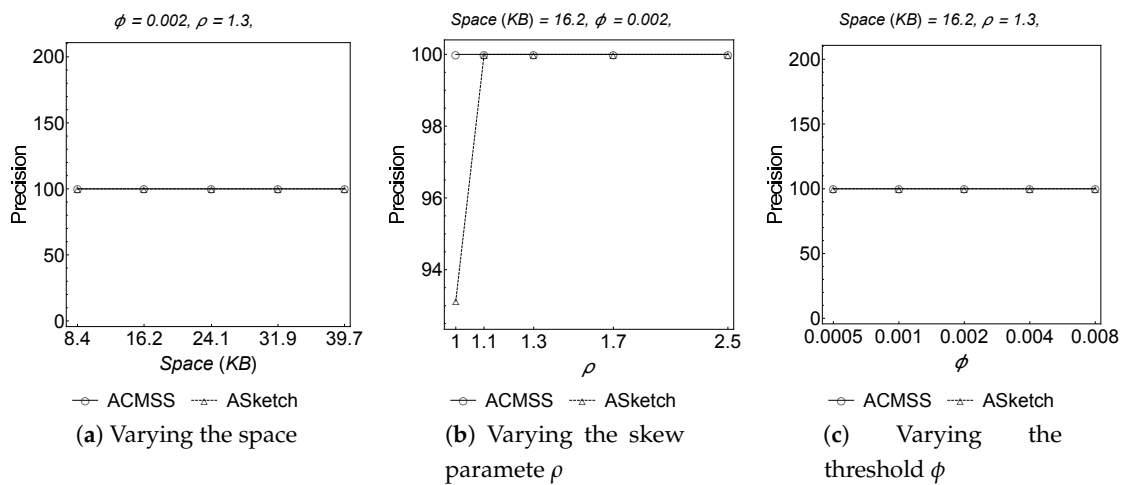 ϕ = 0.002, ρ = 1.3,
200
150
100
50
0
Precision
8.4 16.2 24.1 31.9 39.7
Space (KB)
ACMSS ASketch
(a) Varying the space
Space (KB) = 16.2, ϕ = 0.002,
100
98
96
94
Precision
1 1.1 1.3 1.7 2.5
ρ
ACMSS ASketch
(b) Varying the skew
paramete ρ
Space (KB) = 16.2, ρ = 1.3,
200
150
100
50
0
Precision
0.0005 0.001 0.002 0.004 0.008
ϕ
ACMSS ASketch
(c) Varying the
threshold ϕ